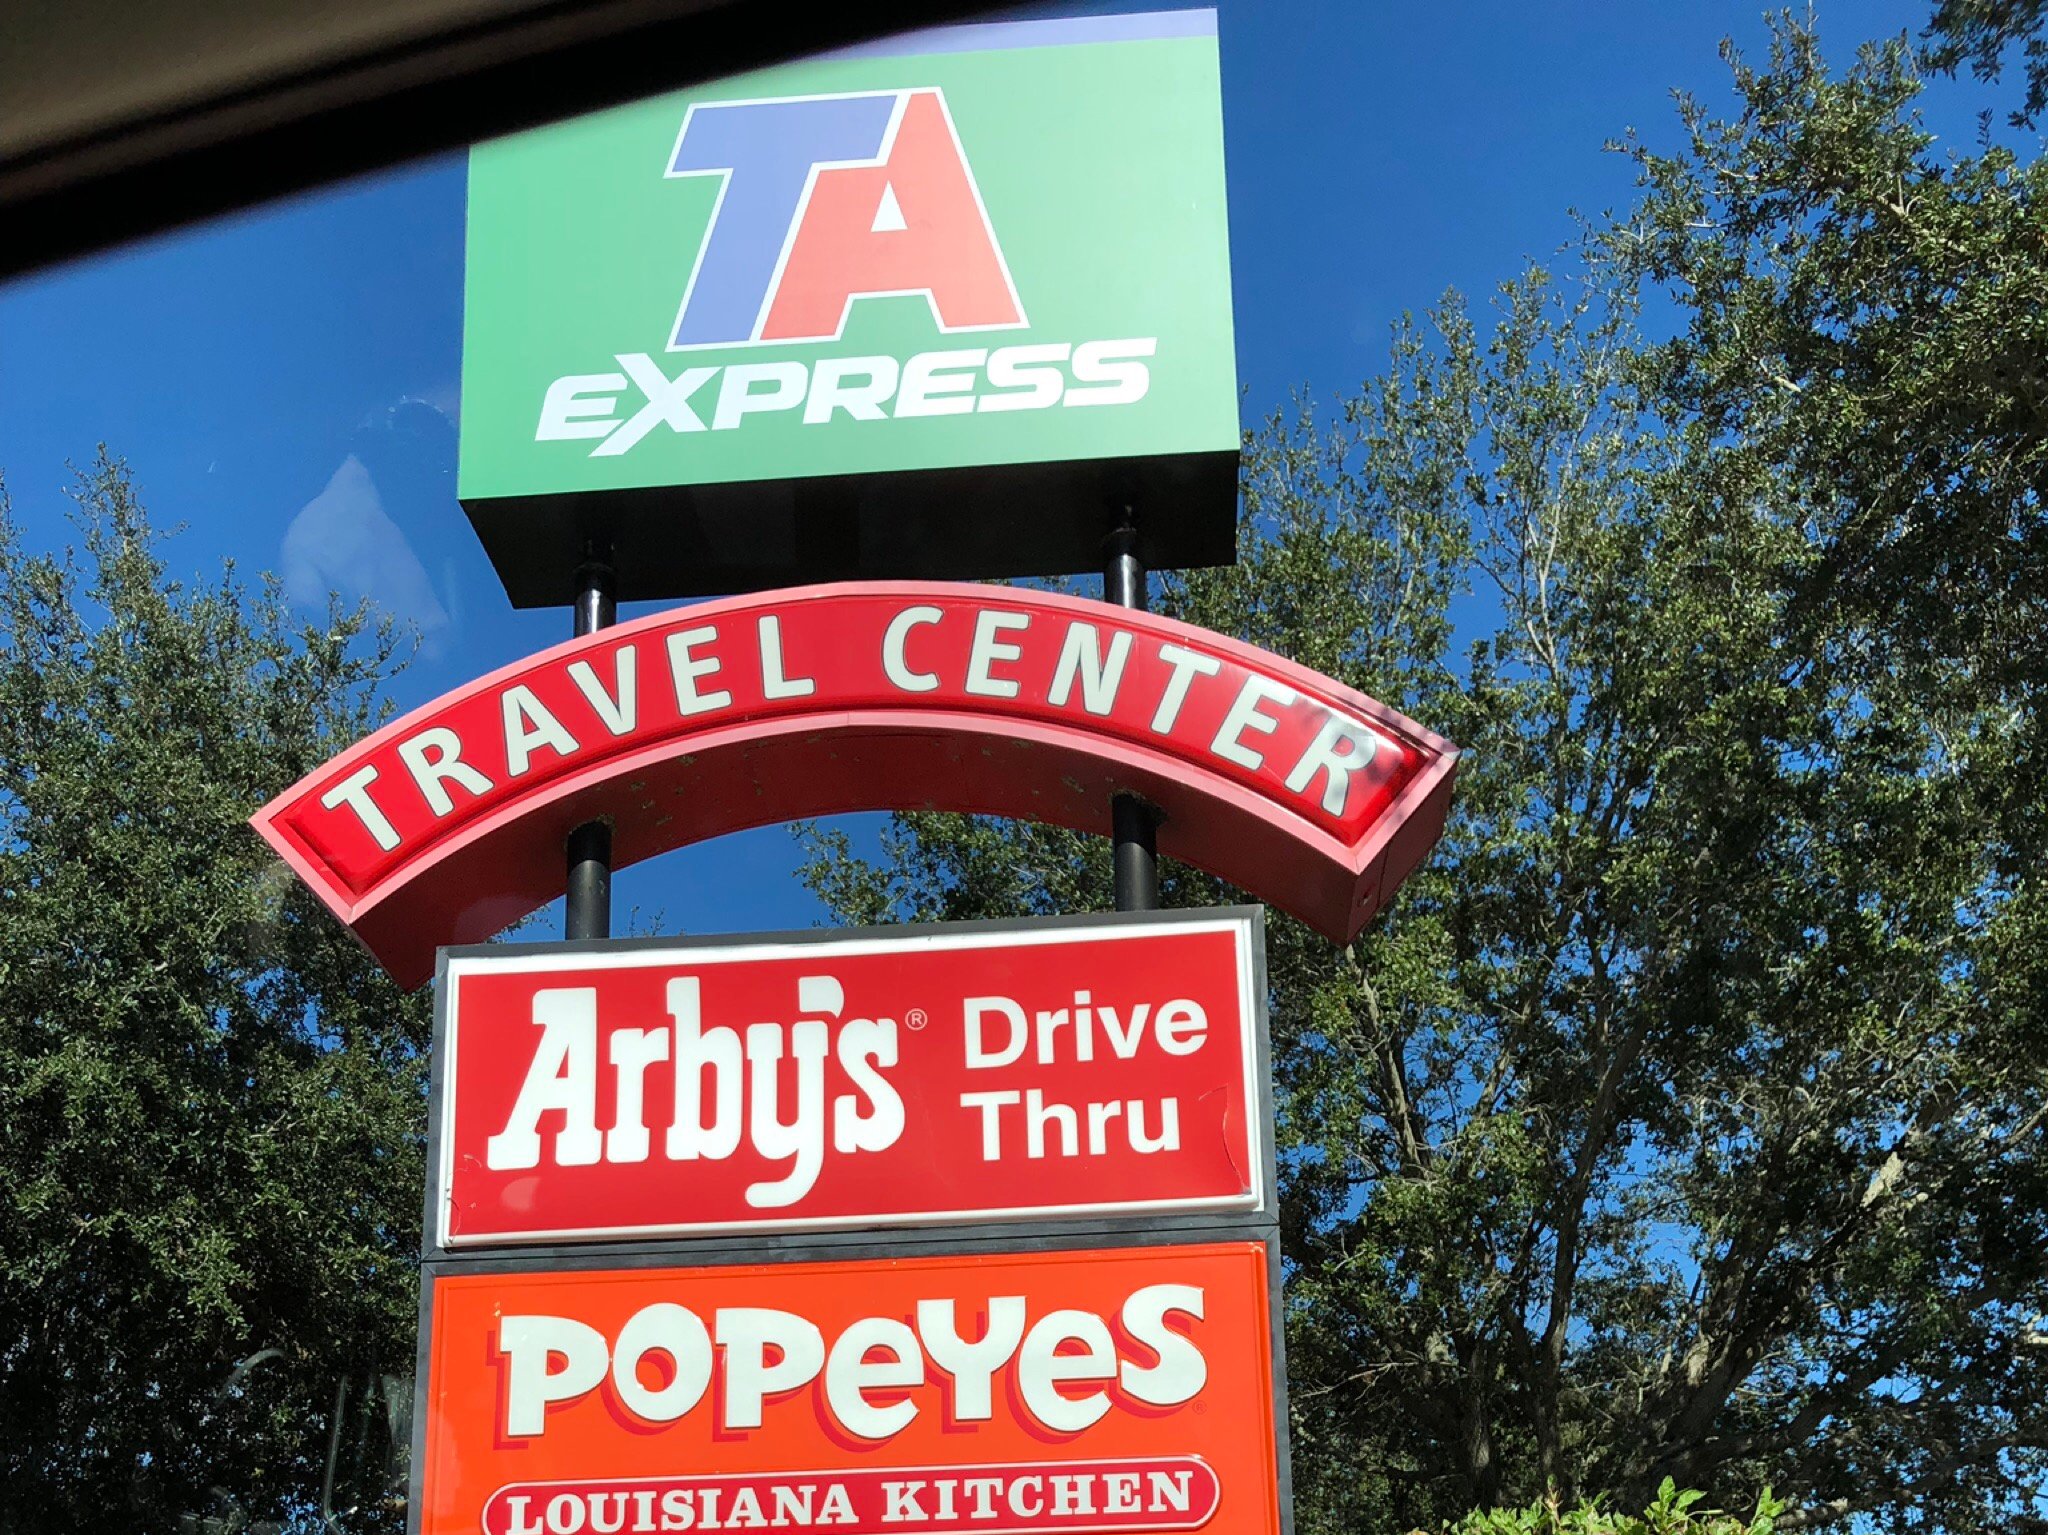 TA
EXPRESS
TRAVEL CENTER
Arby's® Drive
Thru
POPEYES®
LOUISIANA KITCHEN